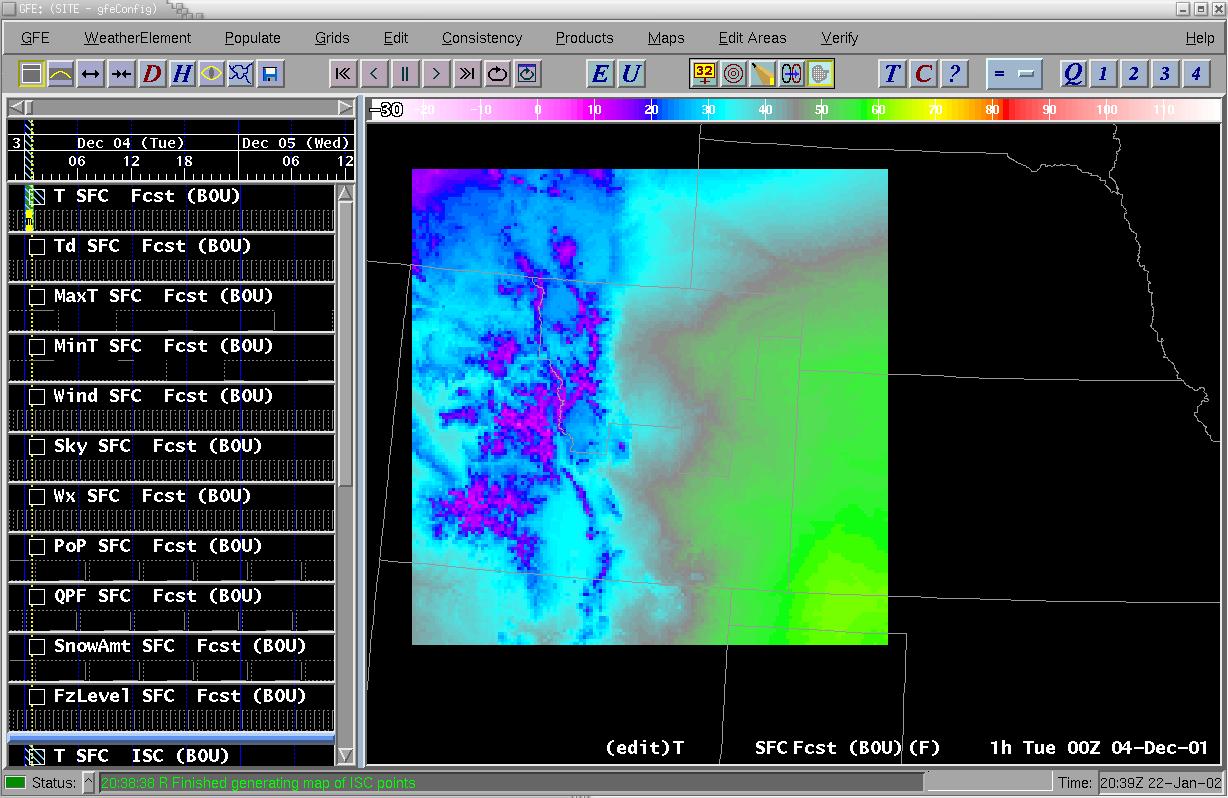 GFE: (SITE - gfeConfig)
GFE WeatherElement Populate Grids Edit Consistency Products Maps Edit Areas Verify Help
D H E U 32 T C ? = Q 1 2 3 4
-30 -20 -10 0 10 20 30 40 50 60 70 80 90 100 110
3 Dec 04 (Tue) Dec 05 (Wed)
06 12 18 06 12
T SFC Fcst (BOU)
Td SFC Fcst (BOU)
MaxT SFC Fcst (BOU)
MinT SFC Fcst (BOU)
Wind SFC Fcst (BOU)
Sky SFC Fcst (BOU)
Wx SFC Fcst (BOU)
PoP SFC Fcst (BOU)
QPF SFC Fcst (BOU)
SnowAmt SFC Fcst (BOU)
FzLevel SFC Fcst (BOU)
T SFC ISC (BOU)
(edit)T SFC Fcst (BOU) (F) 1h Tue 00Z 04-Dec-01
Status: ^ 20:38:38 R Finished generating map of ISC points Time: 20:39Z 22-Jan-02